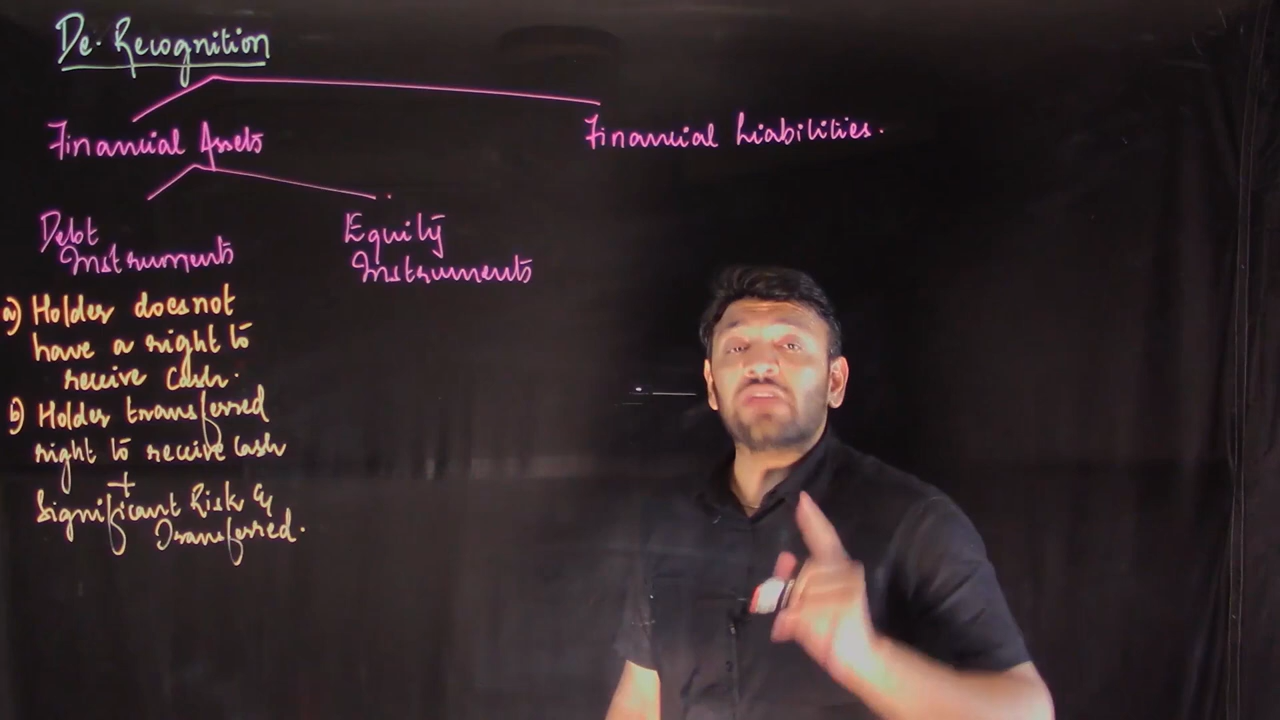 De-Recognition
Financial Assets
Financial Liabilities.
Debt
Instruments
Equity
Instruments
a) Holder does not
have a right to
receive cash.
b) Holder transferred
right to receive cash
+
Significant Risk
Transferred.